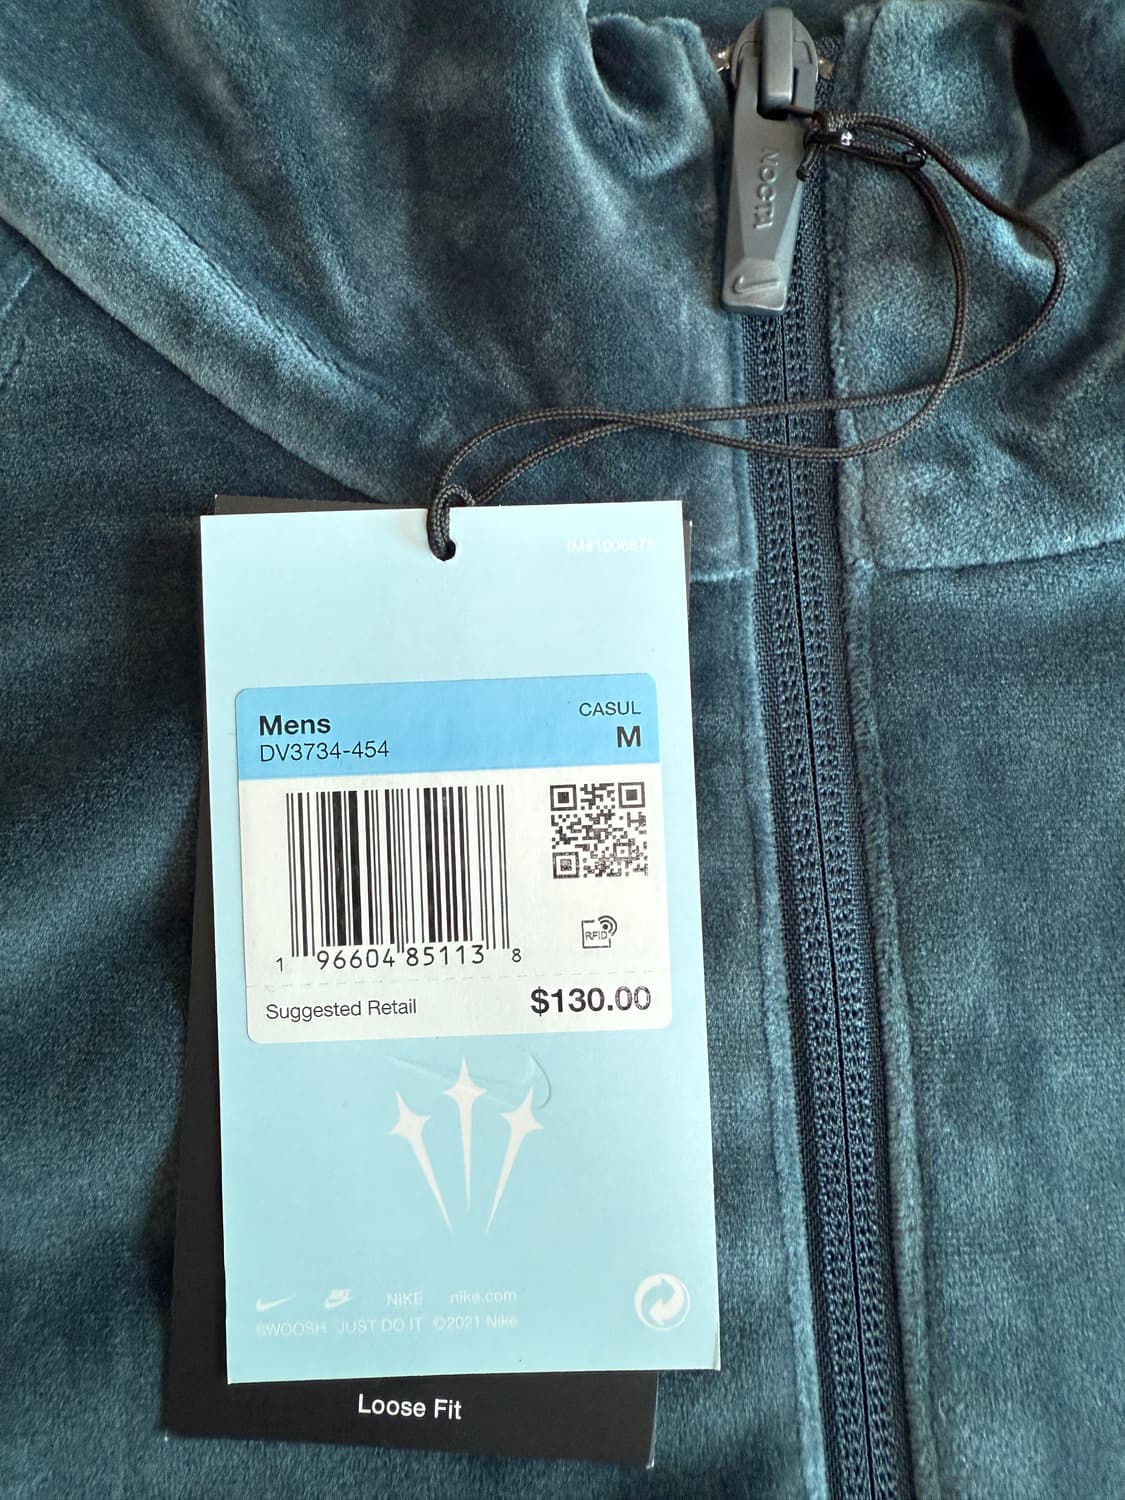 NOCTA
IM#1006875
Mens
DV3734-454
CASUL
M
1 96604 85113 8
RFID
Suggested Retail
$130.00
NIKE nike.com
SWOOSH JUST DO IT ©2021 Nike
Loose Fit